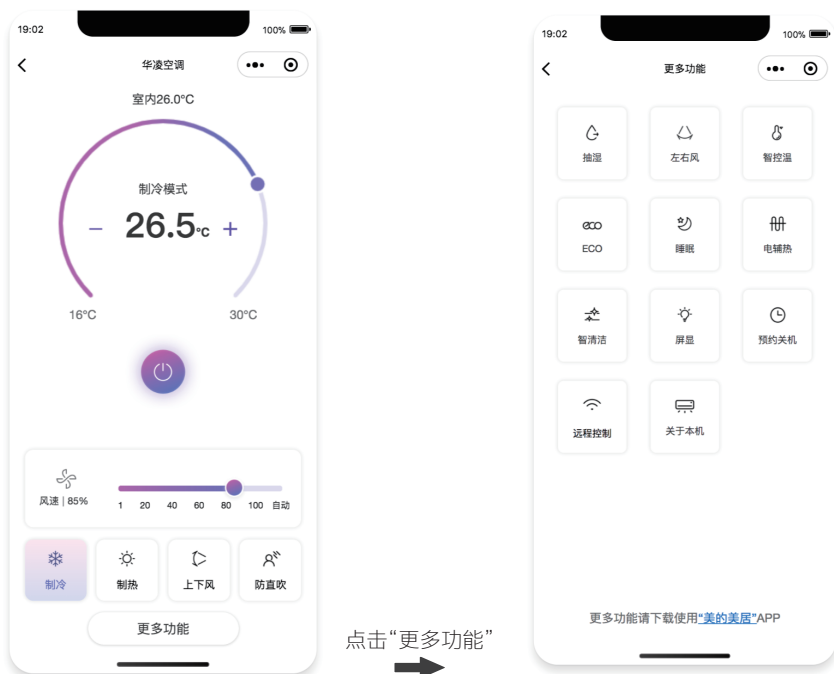 19:02
100%
华凌空调
室内26.0°C
制冷模式
− 26.5°C +
16°C
30°C
风速 | 85%
1 20 40 60 80 100 自动
制冷
制热
上下风
防直吹
更多功能
点击“更多功能”
19:02
100%
更多功能
抽湿
左右风
智控温
eco
ECO
睡眠
电辅热
智清洁
屏显
预约关机
远程控制
关于本机
更多功能请下载使用“美的美居”APP